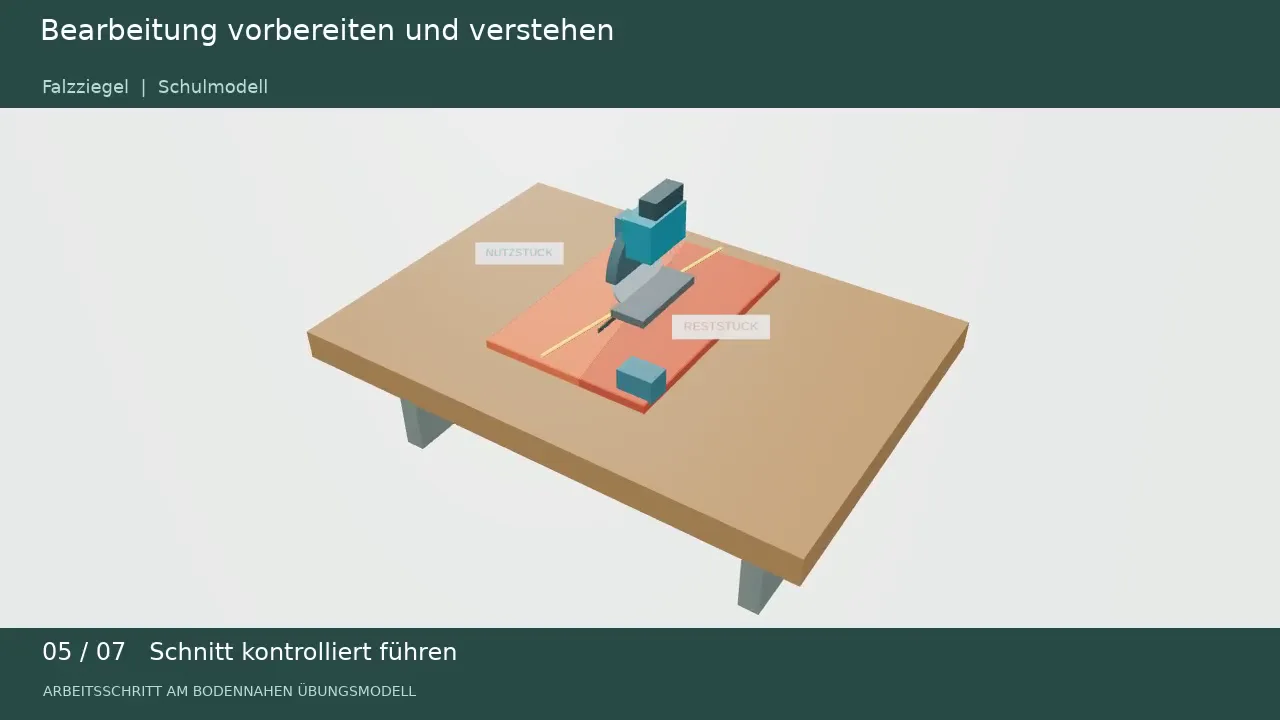 Bearbeitung vorbereiten und verstehen
Falzziegel | Schulmodell
NUTZSTÜCK
RESTSTÜCK
05 / 07 Schnitt kontrolliert führen
ARBEITSSCHRITT AM BODENNAHEN ÜBUNGSMODELL